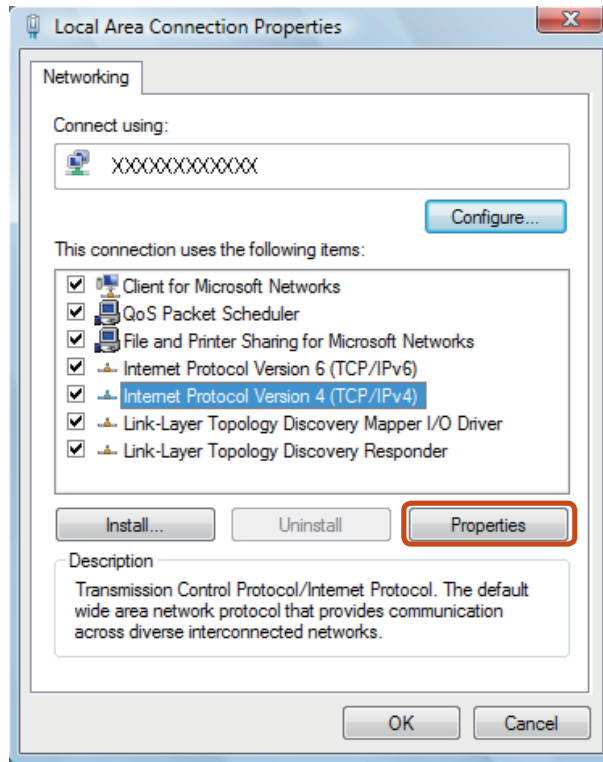 Local Area Connection Properties
Networking
Connect using:
XXXXXXXXXXXX
Configure...
This connection uses the following items:
Client for Microsoft Networks
QoS Packet Scheduler
File and Printer Sharing for Microsoft Networks
Internet Protocol Version 6 (TCP/IPv6)
Internet Protocol Version 4 (TCP/IPv4)
Link-Layer Topology Discovery Mapper I/O Driver
Link-Layer Topology Discovery Responder
Install... Uninstall Properties
Description
Transmission Control Protocol/Internet Protocol. The default
wide area network protocol that provides communication
across diverse interconnected networks.
OK Cancel